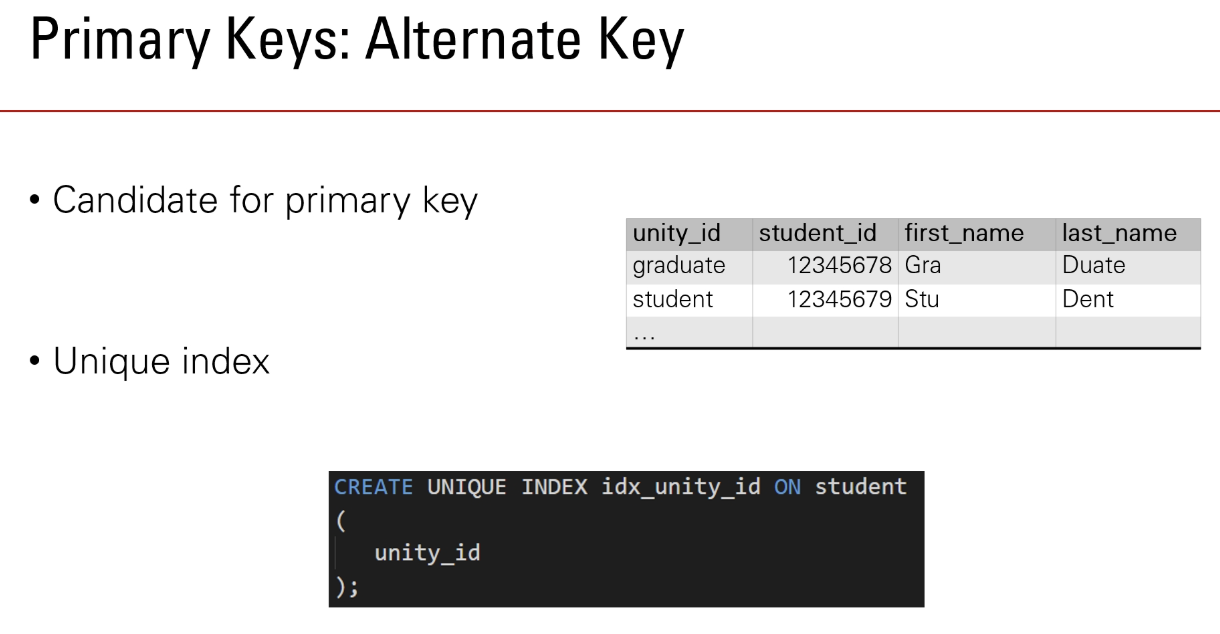 Primary Keys: Alternate Key
• Candidate for primary key
• Unique index
unity_id student_id first_name last_name
graduate 12345678 Gra Duate
student 12345679 Stu Dent
...
CREATE UNIQUE INDEX idx_unity_id ON student
(
unity_id
);